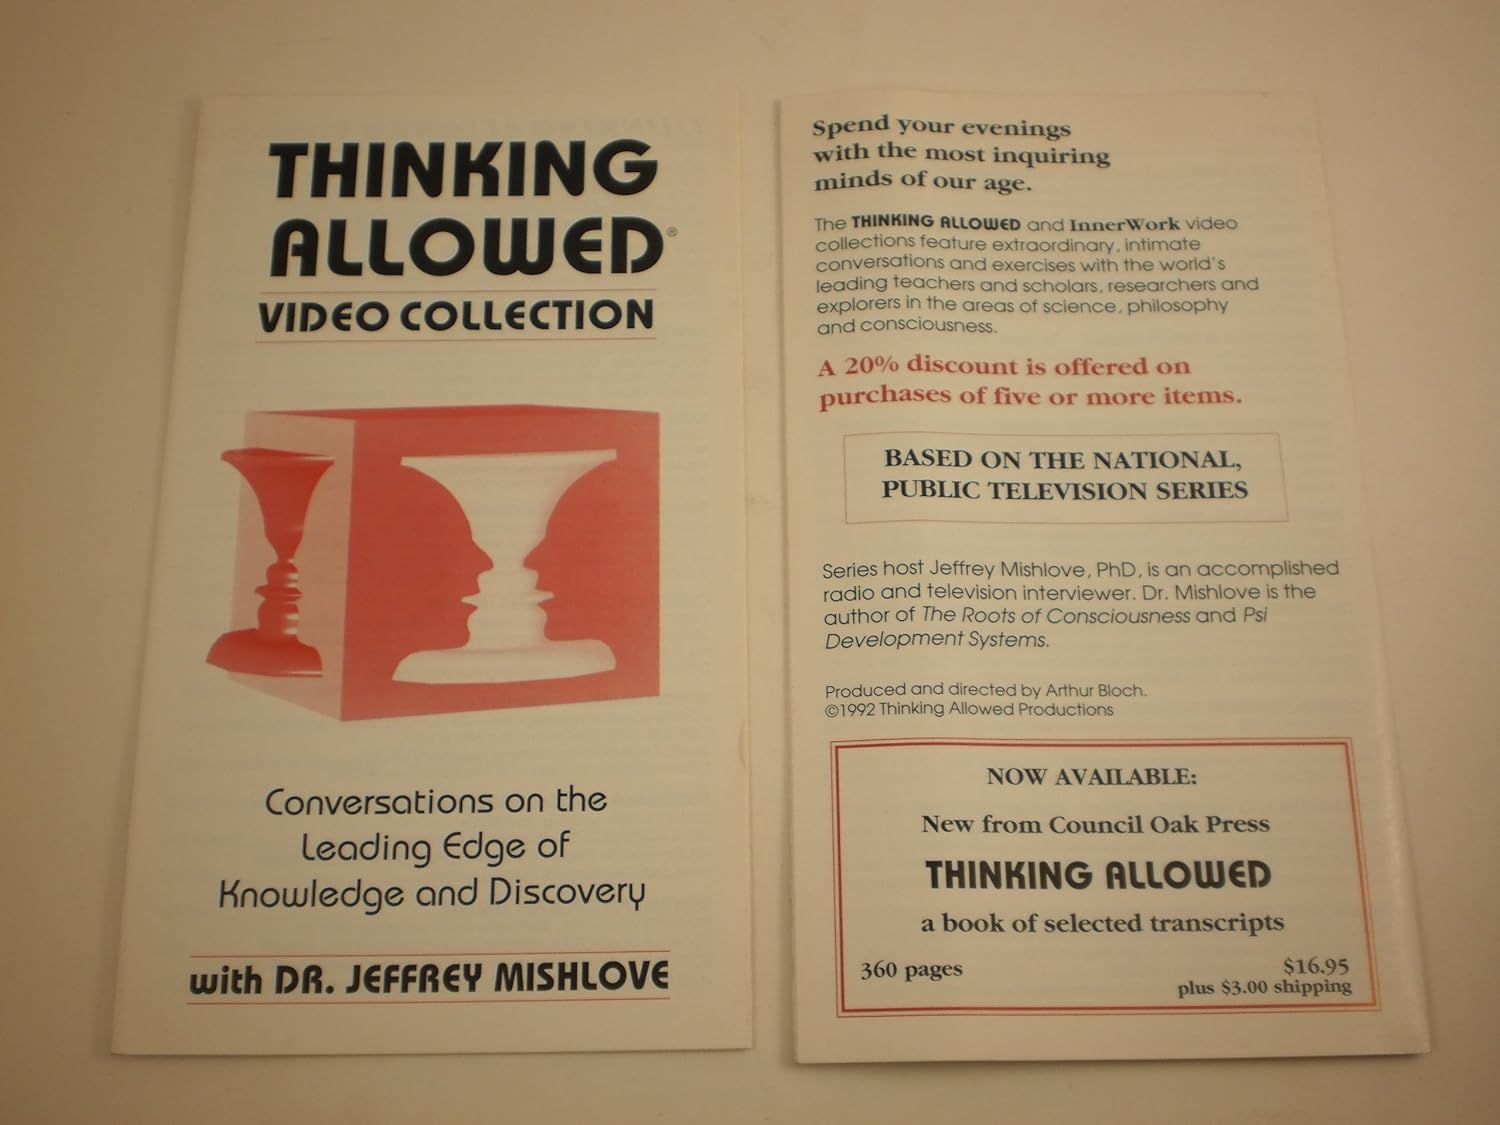 THINKING
ALLOWED®
VIDEO COLLECTION
Conversations on the
Leading Edge of
Knowledge and Discovery
with DR. JEFFREY MISHLOVE
Spend your evenings
with the most inquiring
minds of our age.
The THINKING ALLOWED and InnerWork video
collections feature extraordinary, intimate
conversations and exercises with the world's
leading teachers and scholars, researchers and
explorers in the areas of science, philosophy
and consciousness.
A 20% discount is offered on
purchases of five or more items.
BASED ON THE NATIONAL,
PUBLIC TELEVISION SERIES
Series host Jeffrey Mishlove, PhD, is an accomplished
radio and television interviewer. Dr. Mishlove is the
author of The Roots of Consciousness and Psi
Development Systems.
Produced and directed by Arthur Bloch.
©1992 Thinking Allowed Productions
NOW AVAILABLE:
New from Council Oak Press
THINKING ALLOWED
a book of selected transcripts
360 pages
$16.95
plus $3.00 shipping